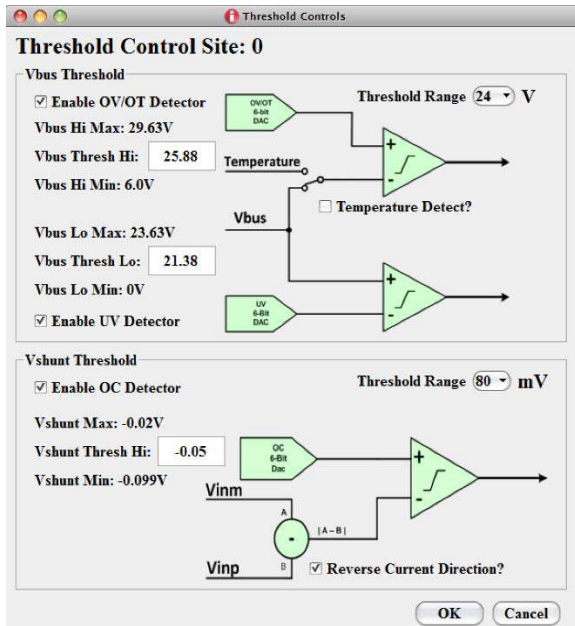 Threshold Controls
Threshold Control Site: 0
Vbus Threshold
Enable OV/OT Detector
OV/OT
6-bit
DAC
Threshold Range 24 V
Vbus Hi Max: 29.63V
Vbus Thresh Hi: 25.88
Vbus Hi Min: 6.0V
+
-
Temperature
Temperature Detect?
Vbus
Vbus Lo Max: 23.63V
Vbus Thresh Lo: 21.38
Vbus Lo Min: 0V
Enable UV Detector
+
-
UV
6-Bit
DAC
Vshunt Threshold
Enable OC Detector
Threshold Range 80 mV
Vshunt Max: -0.02V
Vshunt Thresh Hi: -0.05
Vshunt Min: -0.099V
OC
6-Bit
Dac
+
-
Vinm
A
-
|A-B|
B
Vinp
Reverse Current Direction?
OK
Cancel